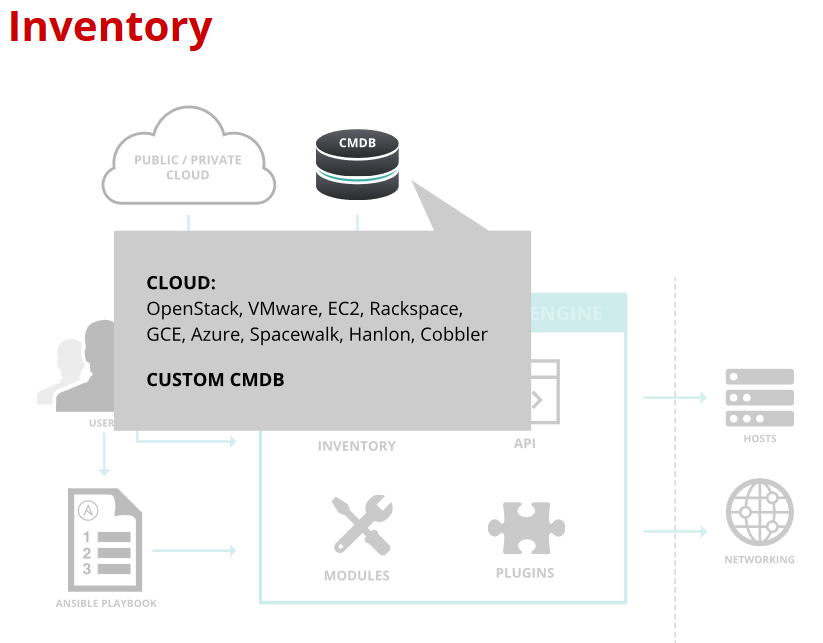 Inventory
PUBLIC / PRIVATE
CLOUD
CMDB
CLOUD:
OpenStack, VMware, EC2, Rackspace,
GCE, Azure, Spacewalk, Hanlon, Cobbler
CUSTOM CMDB
ENGINE
USER
INVENTORY
API
HOSTS
A
1
2
3
MODULES
PLUGINS
NETWORKING
ANSIBLE PLAYBOOK